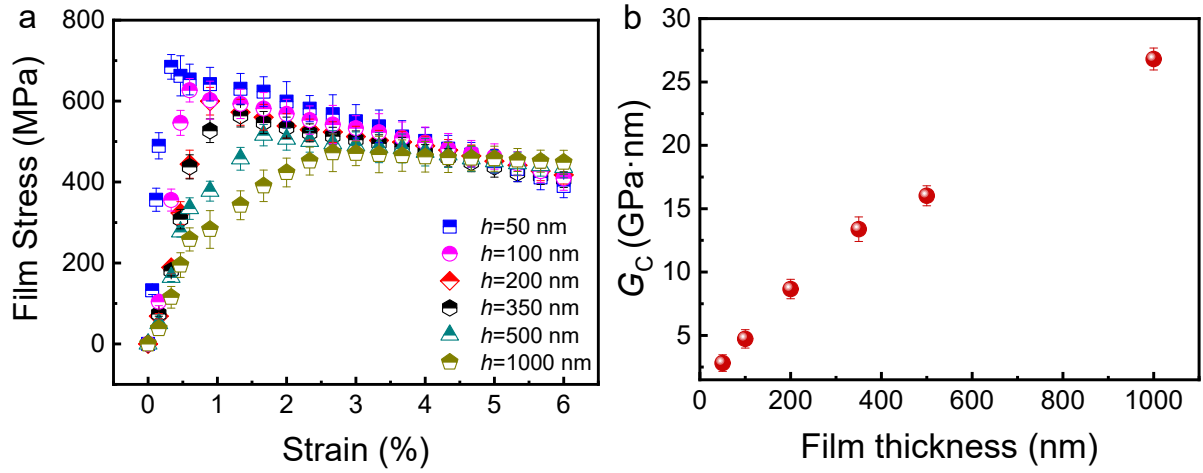 a
800
600
400
200
0
Film Stress (MPa)
h=50 nm
h=100 nm
h=200 nm
h=350 nm
h=500 nm
h=1000 nm
0 1 2 3 4 5 6
Strain (%)
b
30
25
20
15
10
5
G_C (GPa·nm)
0 200 400 600 800 1000
Film thickness (nm)